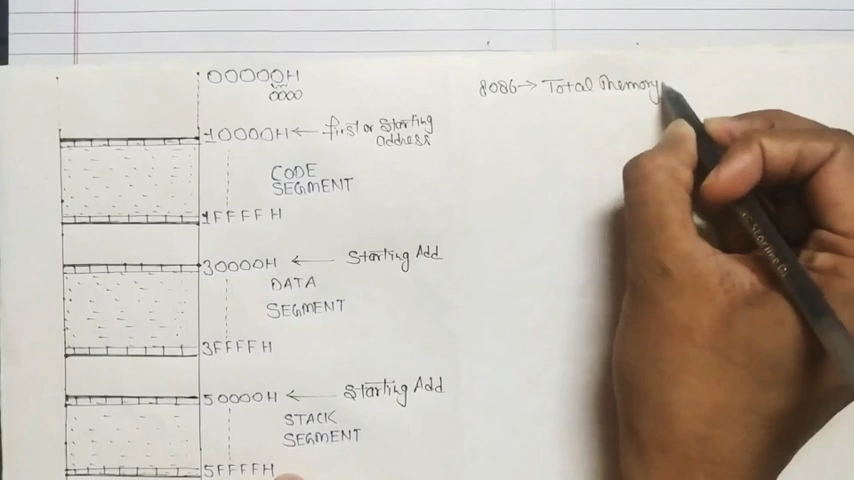 00000H
0000
10000H ← First or Starting
address
CODE
SEGMENT
1FFFFH
30000H ← Starting Add
DATA
SEGMENT
3FFFFH
50000H ← Starting Add
STACK
SEGMENT
5FFFFH
8086→ Total Memory